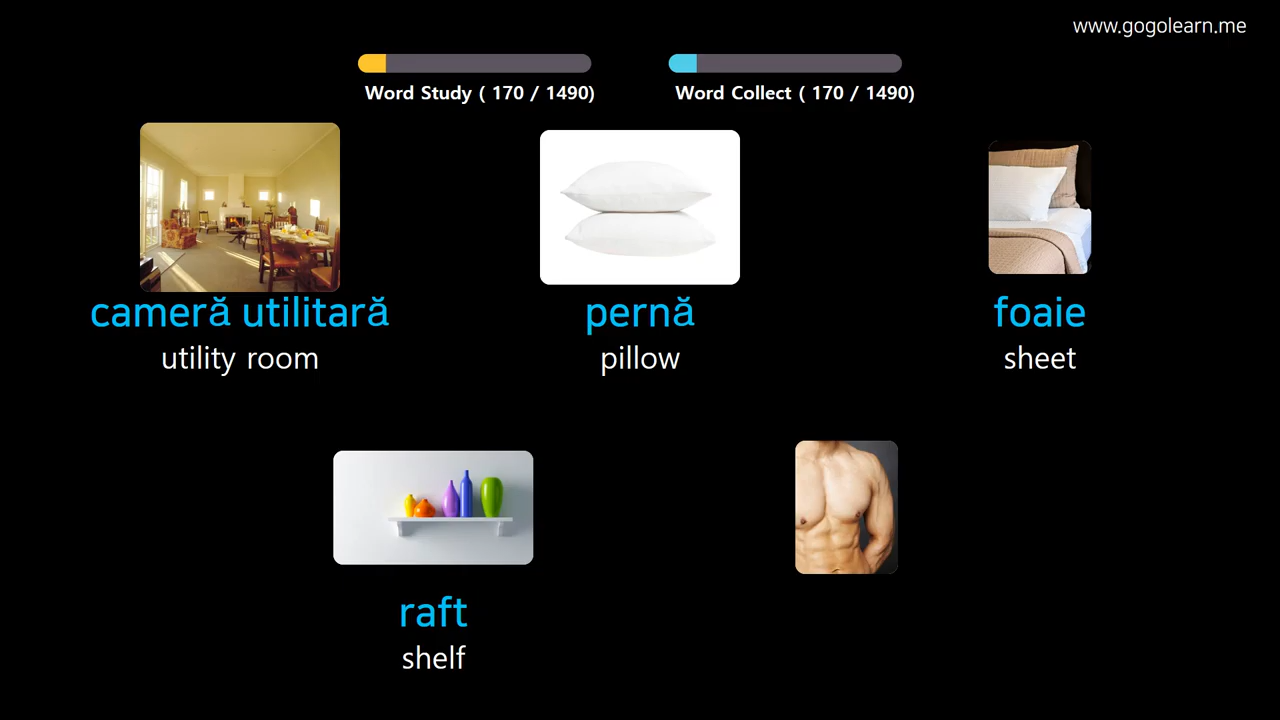 www.gogolearn.me
Word Study ( 170 / 1490)
Word Collect ( 170 / 1490)
cameră utilitară
utility room
pernă
pillow
foaie
sheet
raft
shelf